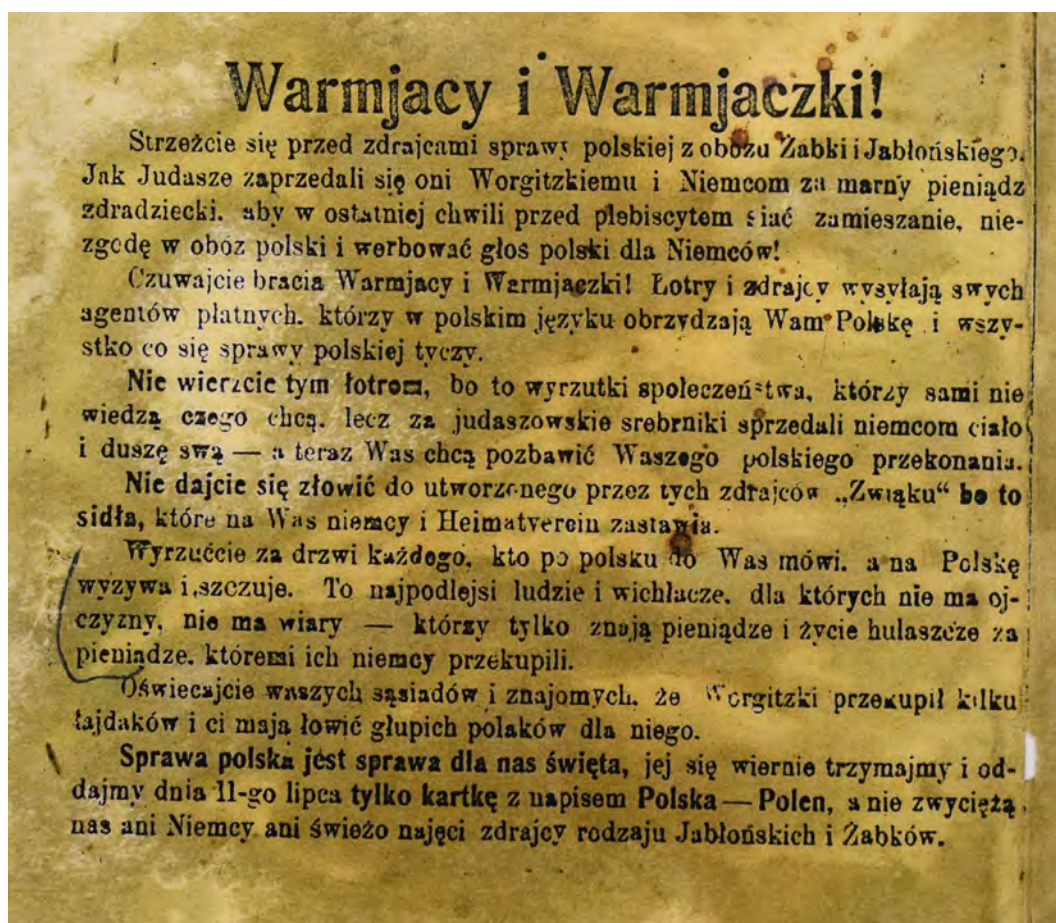 Warmjacy i Warmjaczki!
Strzeżcie się przed zdrajcami sprawy polskiej z obozu Żabki i Jabłońskiego.
Jak Judasze zaprzedali się oni Worgitzkiemu i Niemcom za marny pieniądz
zdradziecki. aby w ostatniej chwili przed plebiscytem siać zamieszanie, nie-
zgodę w obóz polski i werbować głos polski dla Niemców!
Czuwajcie bracia Warmjacy i Warmjaczki! Łotry i zdrajcy wysyłają swych
agentów płatnych. którzy w polskim języku obrzydzają Wam Polskę i wszy-
stko co się sprawy polskiej tyczy.
Nie wierzcie tym łotrom, bo to wyrzutki społeczeństwa, którzy sami nie
wiedzą czego chcą. lecz za judaszowskie srebrniki sprzedali niemcom ciało
i duszę swą — a teraz Was chcą pozbawić Waszego polskiego przekonania.
Nie dajcie się złowić do utworzonego przez tych zdrajców „Związku“ bo to
sidła, które na Was niemcy i Heimatverein zastawia.
Wyrzućcie za drzwi każdego, kto po polsku do Was mówi. a na Polskę
wyzywa i szczuje. To najpodlejsi ludzie i wichłacze. dla których nie ma oj-
czyzny, nie ma wiary — którzy tylko znają pieniądze i życie hulaszcze za
pieniądze. któremi ich niemcy przekupili.
Oświecajcie waszych sąsiadów i znajomych. że Worgitzki przekupił kilku
łajdaków i ci mają łowić głupich polaków dla niego.
Sprawa polska jest sprawa dla nas święta, jej się wiernie trzymajmy i od-
dajmy dnia 11-go lipca tylko kartkę z napisem Polska — Polen, a nie zwyciężą
nas ani Niemcy ani świeżo najęci zdrajcy rodzaju Jabłońskich i Żabków.